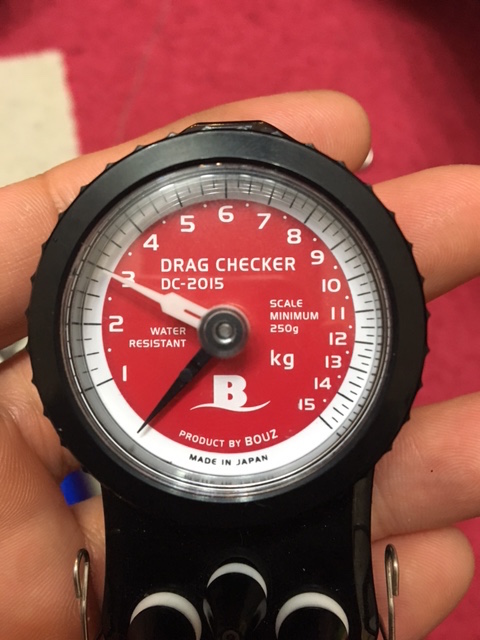 1
2
3
4
5
6
7
8
9
10
11
12
13
14
15
DRAG CHECKER
DC-2015
SCALE
MINIMUM
250g
WATER
RESISTANT
kg
B
PRODUCT BY BOUZ
MADE IN JAPAN